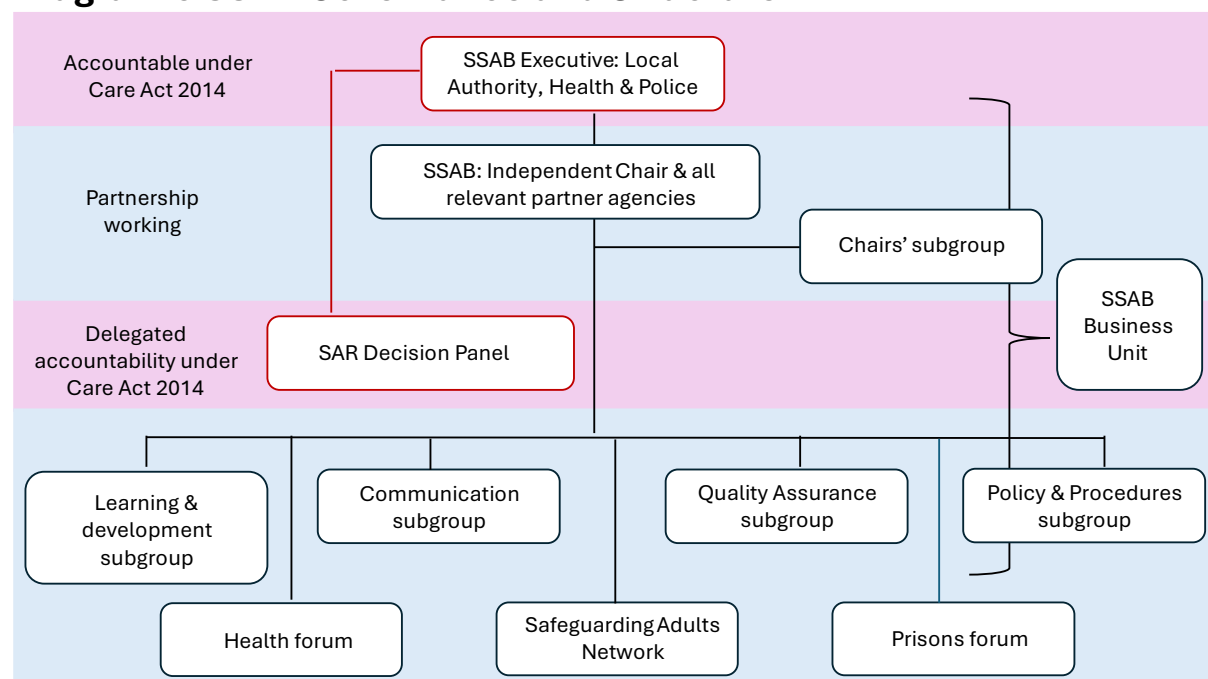 Accountable under
Care Act 2014
SSAB Executive: Local
Authority, Health & Police
Partnership
working
SSAB: Independent Chair & all
relevant partner agencies
Chairs’ subgroup
SSAB
Business
Unit
Delegated
accountability under
Care Act 2014
SAR Decision Panel
Learning &
development
subgroup
Communication
subgroup
Quality Assurance
subgroup
Policy & Procedures
subgroup
Health forum
Safeguarding Adults
Network
Prisons forum